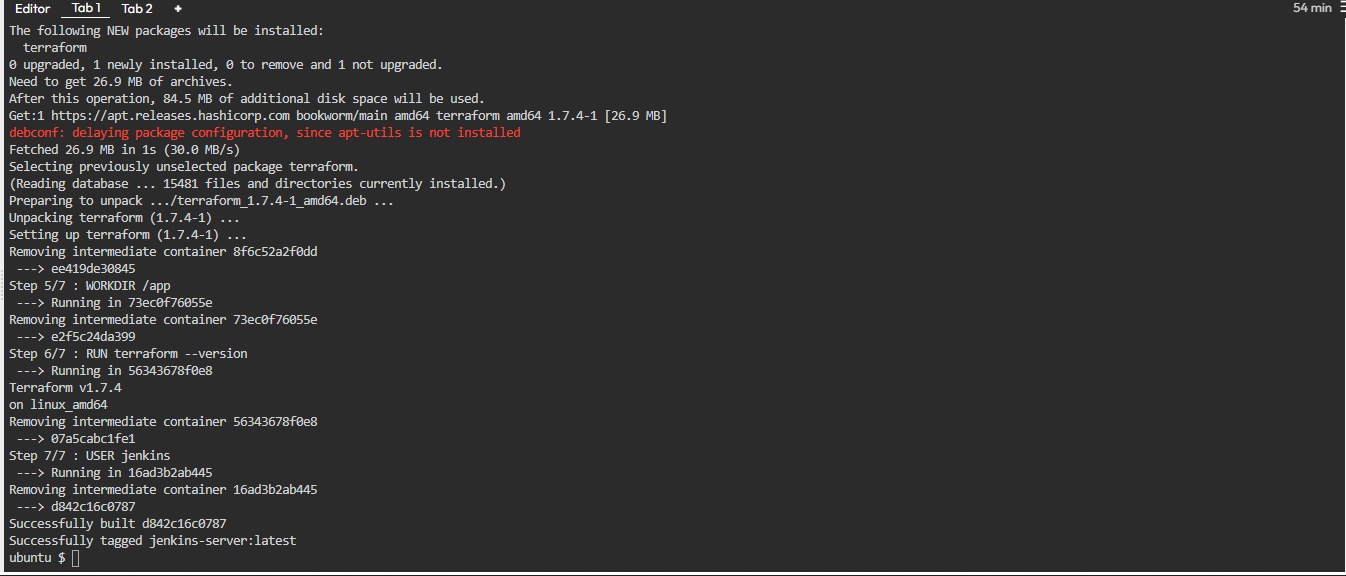 Editor Tab 1 Tab 2 + 54 min
The following NEW packages will be installed:
terraform
0 upgraded, 1 newly installed, 0 to remove and 1 not upgraded.
Need to get 26.9 MB of archives.
After this operation, 84.5 MB of additional disk space will be used.
Get:1 https://apt.releases.hashicorp.com bookworm/main amd64 terraform amd64 1.7.4-1 [26.9 MB]
debconf: delaying package configuration, since apt-utils is not installed
Fetched 26.9 MB in 1s (30.0 MB/s)
Selecting previously unselected package terraform.
(Reading database ... 15481 files and directories currently installed.)
Preparing to unpack .../terraform_1.7.4-1_amd64.deb ...
Unpacking terraform (1.7.4-1) ...
Setting up terraform (1.7.4-1) ...
Removing intermediate container 8f6c52a2f0dd
---> ee419de30845
Step 5/7 : WORKDIR /app
---> Running in 73ec0f76055e
Removing intermediate container 73ec0f76055e
---> e2f5c24da399
Step 6/7 : RUN terraform --version
---> Running in 56343678f0e8
Terraform v1.7.4
on linux_amd64
Removing intermediate container 56343678f0e8
---> 07a5cabc1fe1
Step 7/7 : USER jenkins
---> Running in 16ad3b2ab445
Removing intermediate container 16ad3b2ab445
---> d842c16c0787
Successfully built d842c16c0787
Successfully tagged jenkins-server:latest
ubuntu $